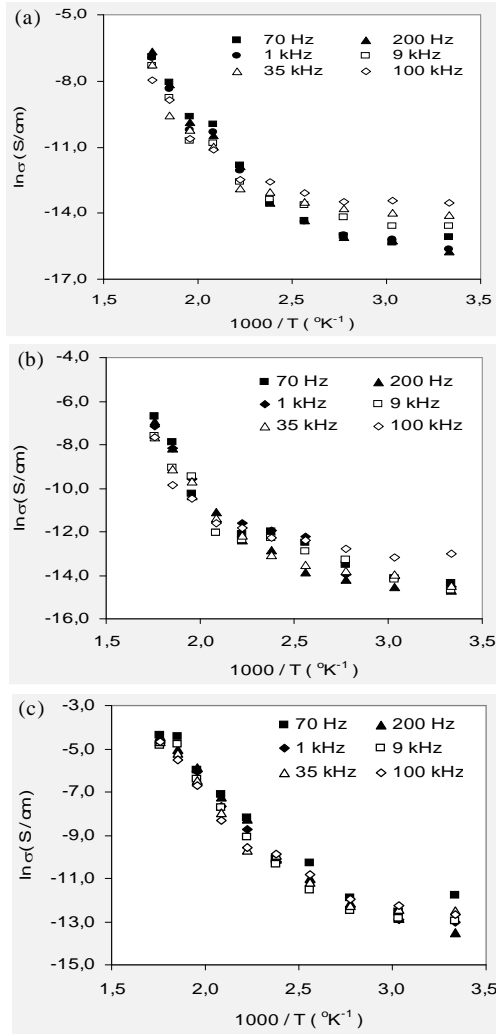 (a)
-5,0
70 Hz 200 Hz
1 kHz 9 kHz
35 kHz 100 kHz
-8,0
-11,0
-14,0
-17,0
lnσ(S/cm)
1,5 2,0 2,5 3,0 3,5
1000 / T ( °K⁻¹)
(b)
-4,0
70 Hz 200 Hz
1 kHz 9 kHz
35 kHz 100 kHz
-6,0
-8,0
-10,0
-12,0
-14,0
-16,0
lnσ(S/cm)
1,5 2,0 2,5 3,0 3,5
1000 / T ( °K⁻¹)
(c)
-3,0
70 Hz 200 Hz
1 kHz 9 kHz
35 kHz 100 kHz
-5,0
-7,0
-9,0
-11,0
-13,0
-15,0
lnσ(S/cm)
1,5 2,0 2,5 3,0 3,5
1000 / T ( °K⁻¹)